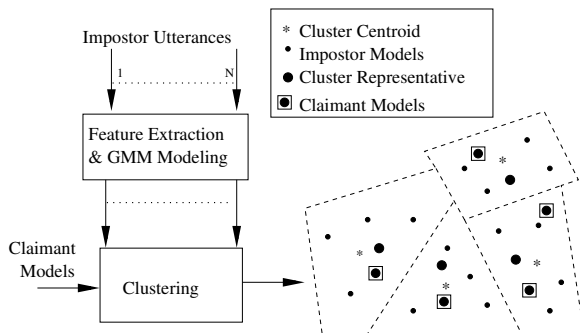 Impostor Utterances
1
N
Feature Extraction
& GMM Modeling
Claimant
Models
Clustering
* Cluster Centroid
Impostor Models
Cluster Representative
Claimant Models